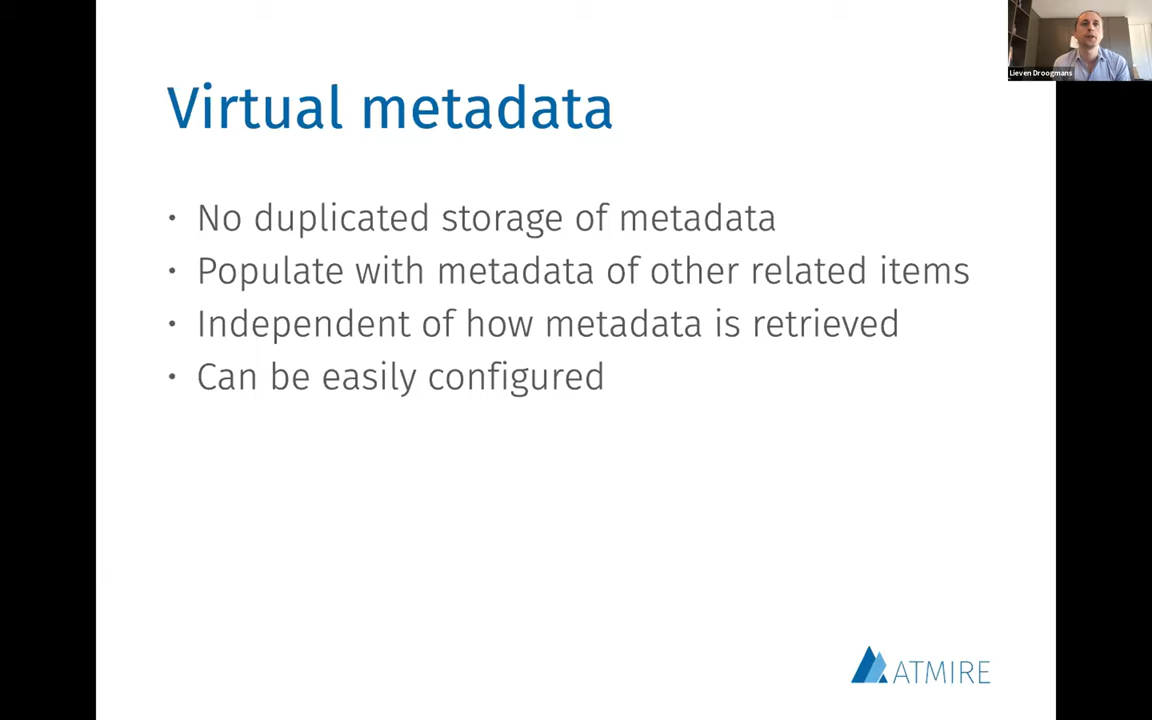 Lieven Droogmans
Virtual metadata
• No duplicated storage of metadata
• Populate with metadata of other related items
• Independent of how metadata is retrieved
• Can be easily configured
ATMIRE